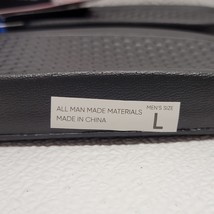 ALL MAN MADE MATERIALS
MADE IN CHINA
MEN'S SIZE
L